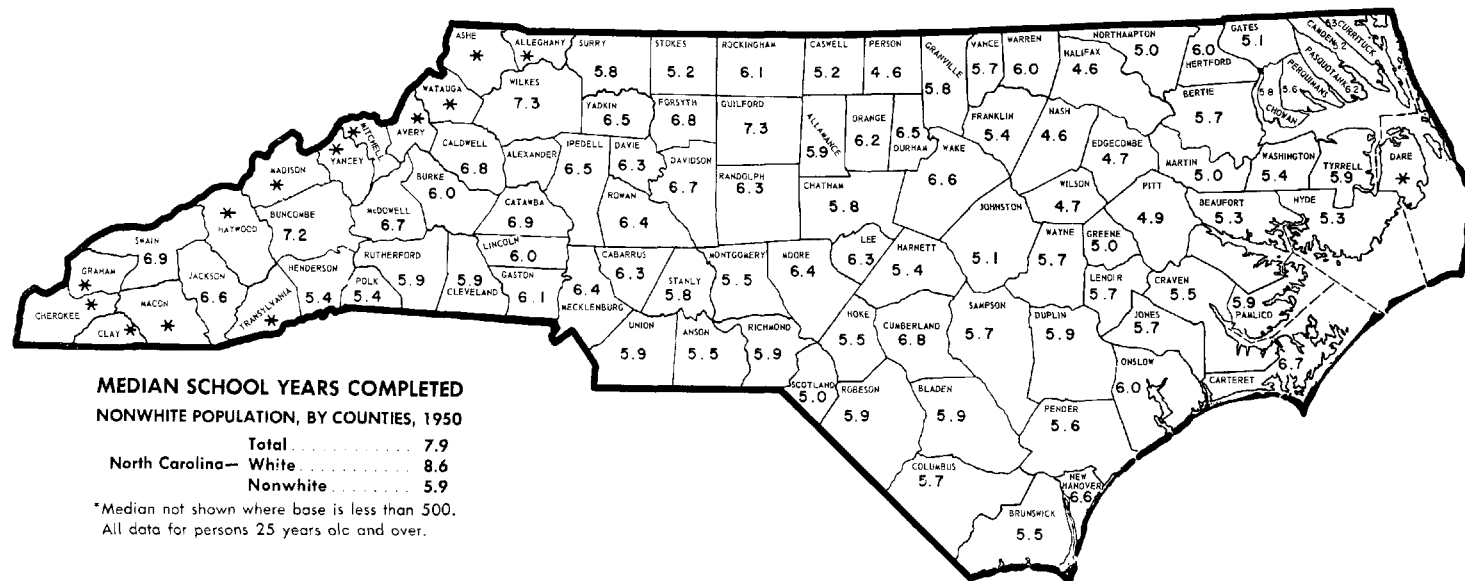 ASHE
*
ALLEGHANY
*
SURRY
5.8
STOKES
5.2
ROCKINGHAM
6.1
CASWELL
5.2
PERSON
4.6
GRANVILLE
5.8
VANCE
5.7
WARREN
6.0
HALIFAX
4.6
NORTHAMPTON
5.0
6.0
HERTFORD
GATES
5.1
CURRITUCK
CAMDEN
PASQUOTANK
6.2
PERQUIMANS
5.6
5.8
CHOWAN
WATAUGA
*
WILKES
7.3
YADKIN
6.5
FORSYTH
6.8
GUILFORD
7.3
ALLAMANCE
5.9
ORANGE
6.2
6.5
DURHAM
FRANKLIN
5.4
NASH
4.6
EDGECOMBE
4.7
BERTIE
5.7
MITCHELL
*
AVERY
*
CALDWELL
6.8
ALEXANDER
IPEDELL
6.5
DAVIE
6.3
DAVIDSON
6.7
RANDOLPH
6.3
CHATHAM
5.8
WAKE
6.6
WILSON
4.7
MARTIN
5.0
WASHINGTON
5.4
TYRRELL
5.9
DARE
*
MADISON
*
YANCEY
*
BURKE
6.0
CATAWBA
6.9
ROWAN
6.4
JOHNSTON
5.1
PITT
4.9
BEAUFORT
5.3
HYDE
5.3
HAYWOOD
*
BUNCOMBE
7.2
McDOWELL
6.7
LINCOLN
6.0
CABARRUS
6.3
MONTGOMERY
5.5
MOORE
6.4
LEE
6.3
HARNETT
5.4
WAYNE
5.7
GREENE
5.0
SWAIN
6.9
GRAHAM
*
JACKSON
6.6
HENDERSON
5.4
RUTHERFORD
5.9
POLK
5.4
5.9
CLEVELAND
GASTON
6.1
6.4
MECKLENBURG
STANLY
5.8
LENOIR
5.7
CRAVEN
5.5
5.9
PAMLICO
CHEROKEE
*
CLAY
*
MACON
*
TRANSYLVANIA
*
UNION
5.9
ANSON
5.5
RICHMOND
5.9
HOKE
5.5
CUMBERLAND
6.8
SAMPSON
5.7
DUPLIN
5.9
JONES
5.7
ONSLOW
6.0
CARTERET
6.7
SCOTLAND
5.0
ROBESON
5.9
BLADEN
5.9
PENDER
5.6
COLUMBUS
5.7
NEW
HANOVER
6.6
BRUNSWICK
5.5
MEDIAN SCHOOL YEARS COMPLETED
NONWHITE POPULATION, BY COUNTIES, 1950
Total . . . . . . . . . . . . 7.9
North Carolina— White . . . . . . . . . . . . 8.6
Nonwhite . . . . . . . . 5.9
*Median not shown where base is less than 500.
All data for persons 25 years olc and over.